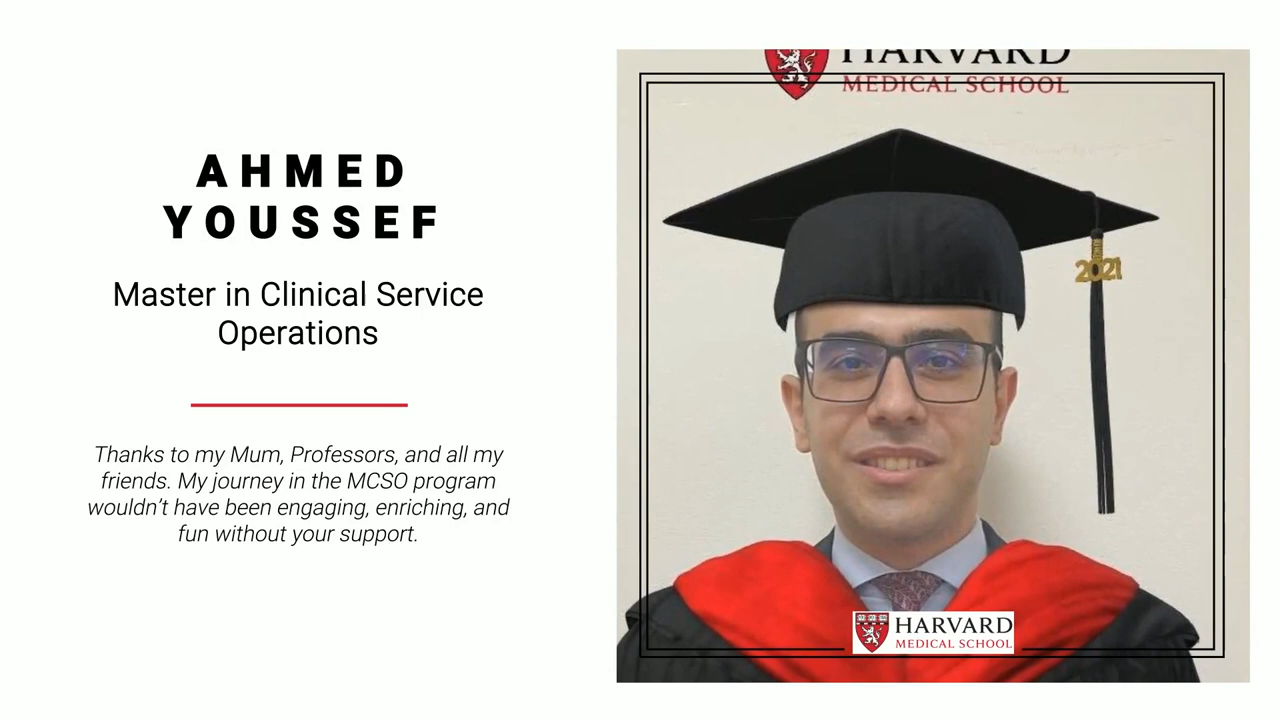 AHMED
YOUSSEF
Master in Clinical Service
Operations
Thanks to my Mum, Professors, and all my
friends. My journey in the MCSO program
wouldn’t have been engaging, enriching, and
fun without your support.
HARVARD
MEDICAL SCHOOL
2021
HARVARD
MEDICAL SCHOOL